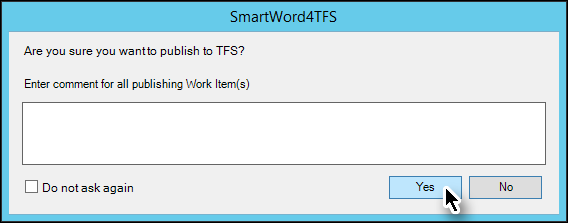 SmartWord4TFS
Are you sure you want to publish to TFS?
Enter comment for all publishing Work Item(s)
Do not ask again
Yes
No